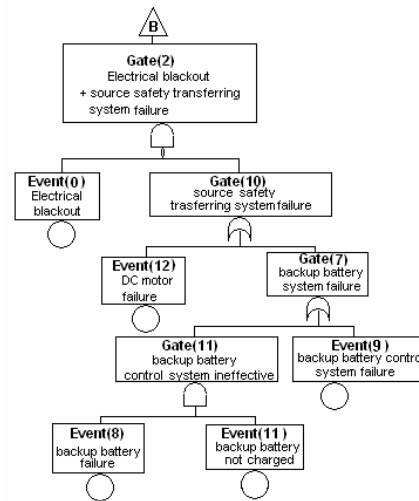 B
Gate(2)
Electrical blackout
+ source safety transferring
system failure
Event(0)
Electrical
blackout
Gate(10)
source safety
trasferring system failure
Event(12)
DC motor
failure
Gate(7)
backup battery
system failure
Gate(11)
backup battery
control system ineffective
Event(9)
backup battery control
system failure
Event(8)
backup battery
failure
Event(11)
backup battery
not charged